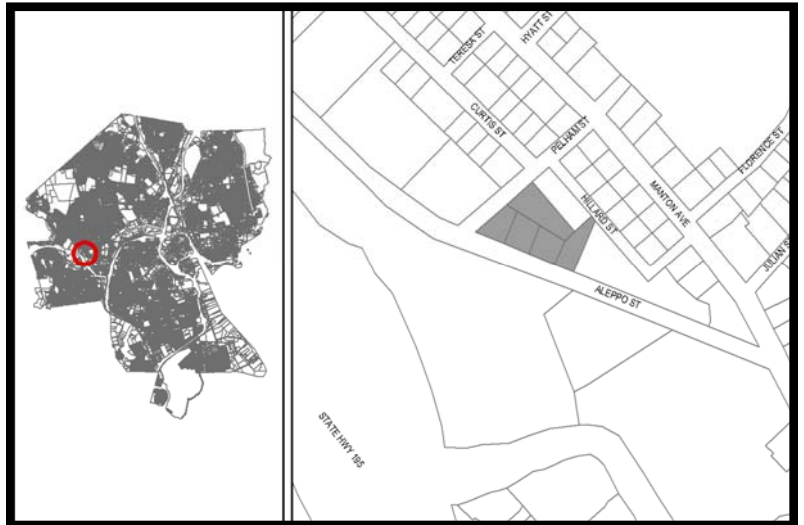 HYATT ST
TERESA ST
CURTIS ST
PELHAM ST
FLORENCE ST
MANTON AVE
HILLARD ST
JULIAN S
ALEPPO ST
STATE HWY 195